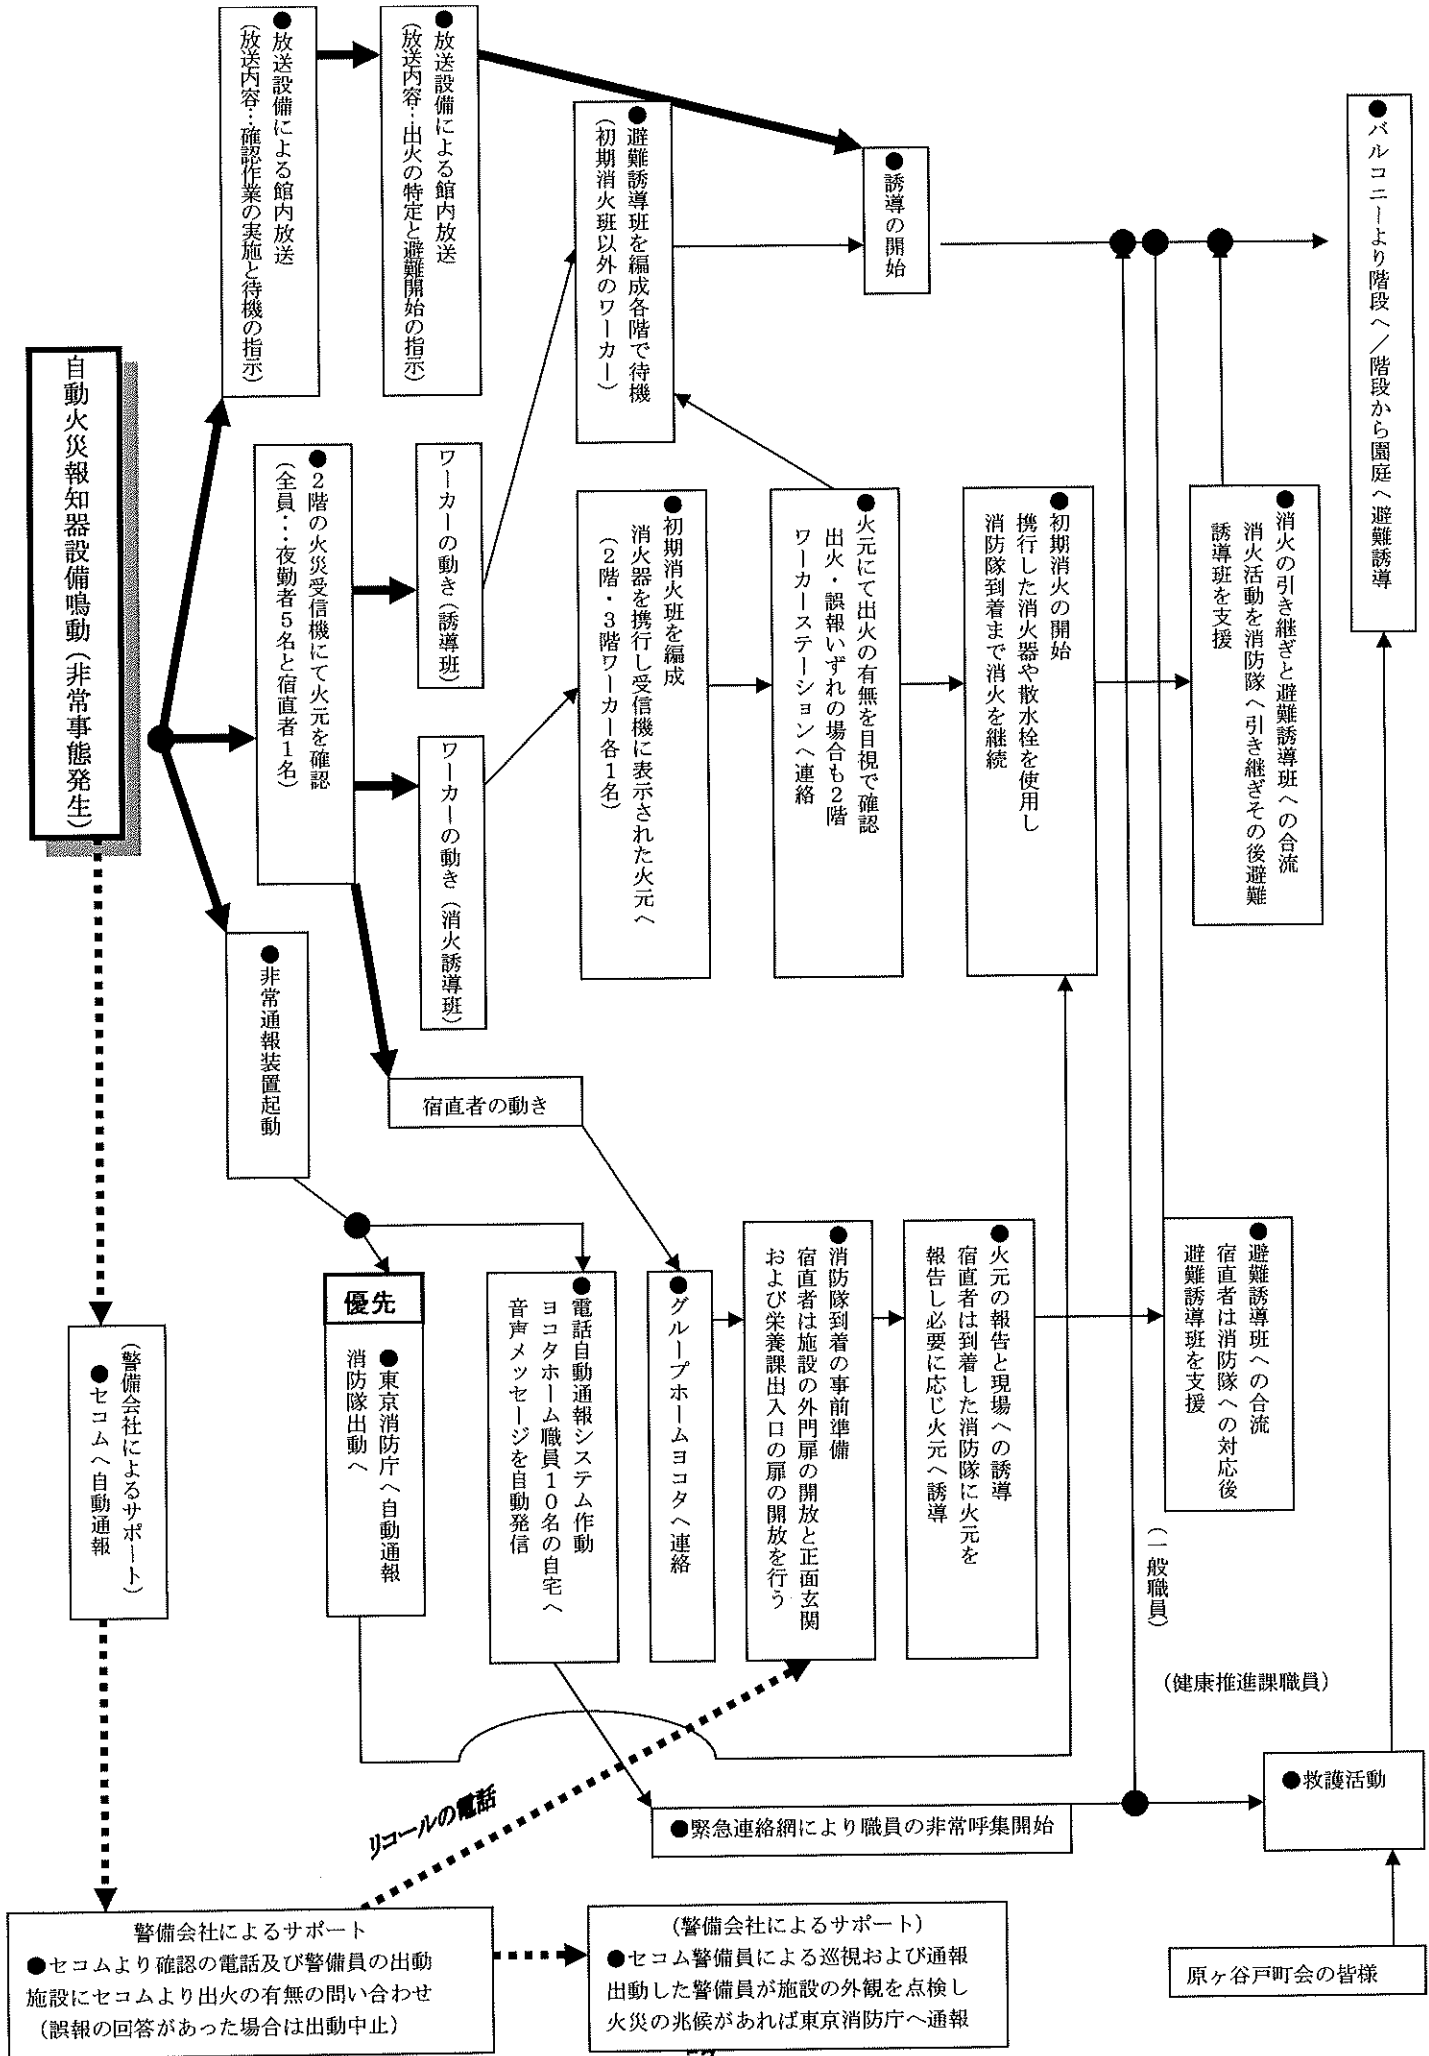 自動火災報知器設備鳴動(非常事態発生)
●放送設備による館内放送
(放送内容…確認作業の実施と待機の指示)
●放送設備による館内放送
(放送内容…出火の特定と避難開始の指示)
●2階の火災受信機にて火元を確認
(全員・・・夜勤者5名と宿直者1名)
ワーカーの動き(誘導班)
ワーカーの動き(消火誘導班)
●避難誘導班を編成各階で待機
(初期消火班以外のワーカー)
●誘導の開始
●バルコニーより階段へ/階段から園庭へ避難誘導
●初期消火班を編成
消火器を携行し受信機に表示された火元へ
(2階・3階ワーカー各1名)
●火元にて出火の有無を目視で確認
出火・誤報いずれの場合も2階
ワーカーステーションへ連絡
●初期消火の開始
携行した消火器や散水栓を使用し
消防隊到着まで消火を継続
●消火の引き継ぎと避難誘導班への合流
消火活動を消防隊へ引き継ぎその後避難
誘導班を支援
●非常通報装置起動
宿直者の動き
優先
●東京消防庁へ自動通報
消防隊出動へ
●電話自動通報システム作動
ヨコタホーム職員10名の自宅へ
音声メッセージを自動発信
●グループホームヨコタへ連絡
●消防隊到着の事前準備
宿直者は施設の外門扉の開放と正面玄関
および栄養課出入口の扉の開放を行う
●火元の報告と現場への誘導
宿直者は到着した消防隊に火元を
報告し必要に応じ火元へ誘導
●避難誘導班への合流
宿直者は消防隊への対応後
避難誘導班を支援
(一般職員)
(健康推進課職員)
(警備会社によるサポート)
●セコムへ自動通報
リコールの電話
●緊急連絡網により職員の非常呼集開始
●救護活動
警備会社によるサポート
●セコムより確認の電話及び警備員の出動
施設にセコムより出火の有無の問い合わせ
(誤報の回答があった場合は出動中止)
(警備会社によるサポート)
●セコム警備員による巡視および通報
出動した警備員が施設の外観を点検し
火災の兆候があれば東京消防庁へ通報
原ヶ谷戸町会の皆様